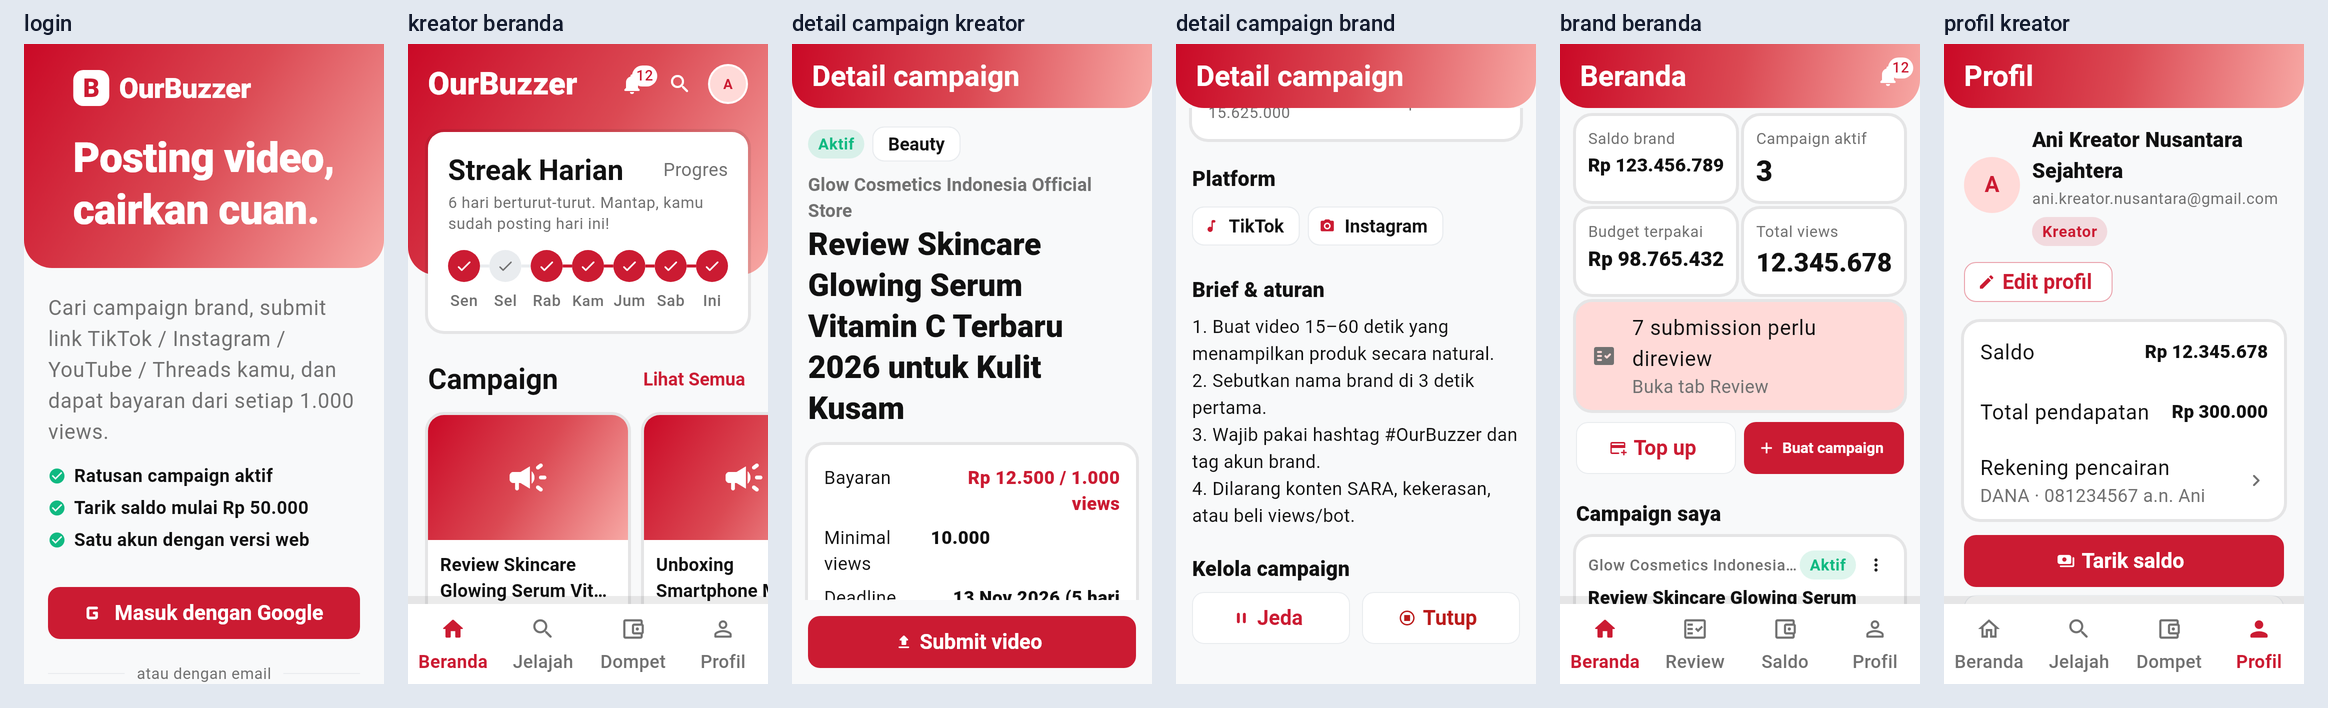 login
B OurBuzzer
Posting video,
cairkan cuan.
Cari campaign brand, submit
link TikTok / Instagram /
YouTube / Threads kamu, dan
dapat bayaran dari setiap 1.000
views.
Ratusan campaign aktif
Tarik saldo mulai Rp 50.000
Satu akun dengan versi web
G Masuk dengan Google
atau dengan email
kreator beranda
OurBuzzer
12
A
Streak Harian
Progres
6 hari berturut-turut. Mantap, kamu
sudah posting hari ini!
Sen Sel Rab Kam Jum Sab Ini
Campaign
Lihat Semua
Review Skincare
Glowing Serum Vit...
Unboxing
Smartphone
Beranda Jelajah Dompet Profil
detail campaign kreator
Detail campaign
Aktif
Beauty
Glow Cosmetics Indonesia Official
Store
Review Skincare
Glowing Serum
Vitamin C Terbaru
2026 untuk Kulit
Kusam
Bayaran
Rp 12.500 / 1.000
views
Minimal
views
10.000
Deadline
13 Nov 2026 (5 hari
Submit video
detail campaign brand
Detail campaign
15.625.000
Platform
TikTok
Instagram
Brief & aturan
1. Buat video 15–60 detik yang
menampilkan produk secara natural.
2. Sebutkan nama brand di 3 detik
pertama.
3. Wajib pakai hashtag #OurBuzzer dan
tag akun brand.
4. Dilarang konten SARA, kekerasan,
atau beli views/bot.
Kelola campaign
Jeda
Tutup
brand beranda
Beranda
12
Saldo brand
Rp 123.456.789
Campaign aktif
3
Budget terpakai
Rp 98.765.432
Total views
12.345.678
7 submission perlu
direview
Buka tab Review
Top up
+ Buat campaign
Campaign saya
Glow Cosmetics Indonesia...
Aktif
Review Skincare Glowing Serum
Beranda Review Saldo Profil
profil kreator
Profil
A
Ani Kreator Nusantara
Sejahtera
ani.kreator.nusantara@gmail.com
Kreator
Edit profil
Saldo
Rp 12.345.678
Total pendapatan
Rp 300.000
Rekening pencairan
DANA · 081234567 a.n. Ani
Tarik saldo
Beranda Jelajah Dompet Profil